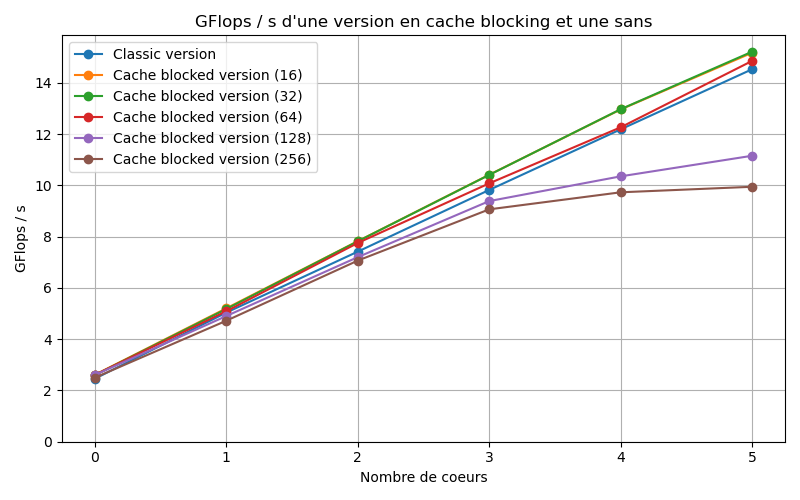 GFlops / s d'une version en cache blocking et une sans
Classic version
Cache blocked version (16)
Cache blocked version (32)
Cache blocked version (64)
Cache blocked version (128)
Cache blocked version (256)
GFlops / s
14
12
10
8
6
4
2
0
0 1 2 3 4 5
Nombre de coeurs